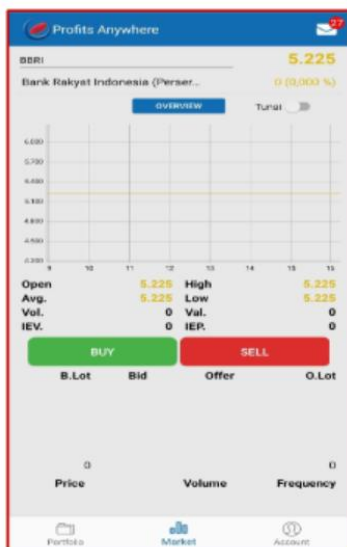 Profits Anywhere
27
BBRI
5.225
Bank Rakyat Indonesia (Perser...
0 (0,000 %)
OVERVIEW
Tunai
6.000
5.700
5.400
5.100
4.800
4.500
4.200
9 10 11 12 13 14 15 16
Open 5.225 High 5.225
Avg. 5.225 Low 5.225
Vol. 0 Val. 0
IEV. 0 IEP. 0
BUY SELL
B.Lot Bid Offer O.Lot
0 0
Price Volume Frequency
Portfolio Market Account